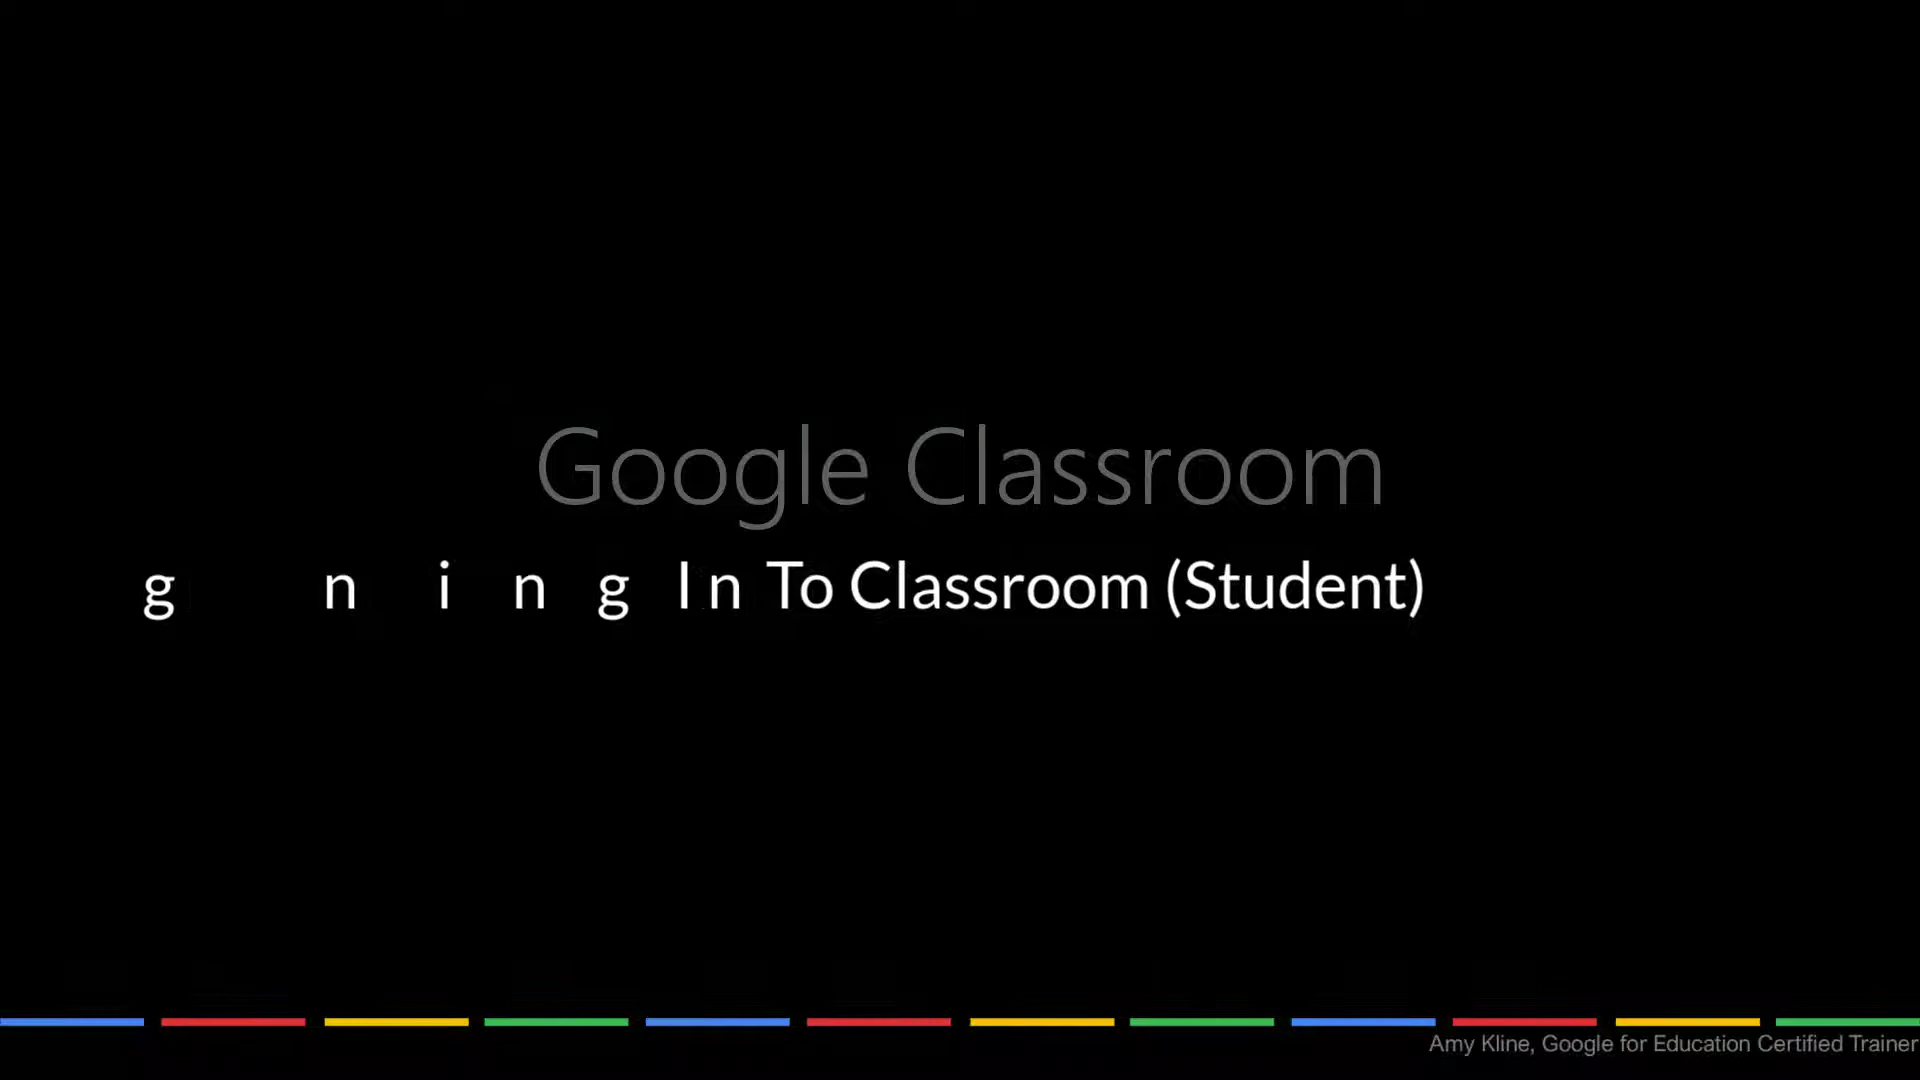 Google Classroom
g n i n g In To Classroom (Student)
Amy Kline, Google for Education Certified Trainer